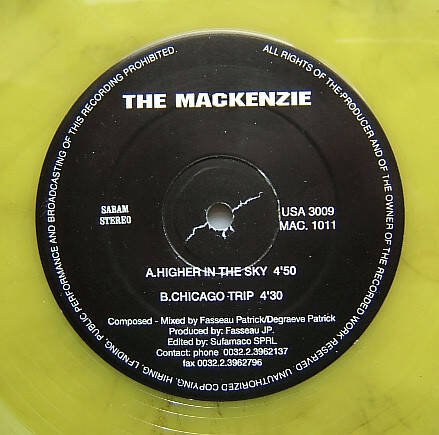 UNAUTHORIZED COPYING, HIRING, LENDING, PUBLIC PERFORMANCE AND BROADCASTING OF THIS RECORDING PROHIBITED.
ALL RIGHTS OF THE PRODUCER AND OF THE OWNER OF THE RECORDED WORK RESERVED.
THE MACKENZIE
SABAM
STEREO
USA 3009
MAC. 1011
A.HIGHER IN THE SKY 4'50
B.CHICAGO TRIP 4'30
Composed - Mixed by Fasseau Patrick/Degraeve Patrick
Produced by: Fasseau JP.
Edited by: Sufamaco SPRL
Contact: phone 0032.2.3962137
fax 0032.2.3962796